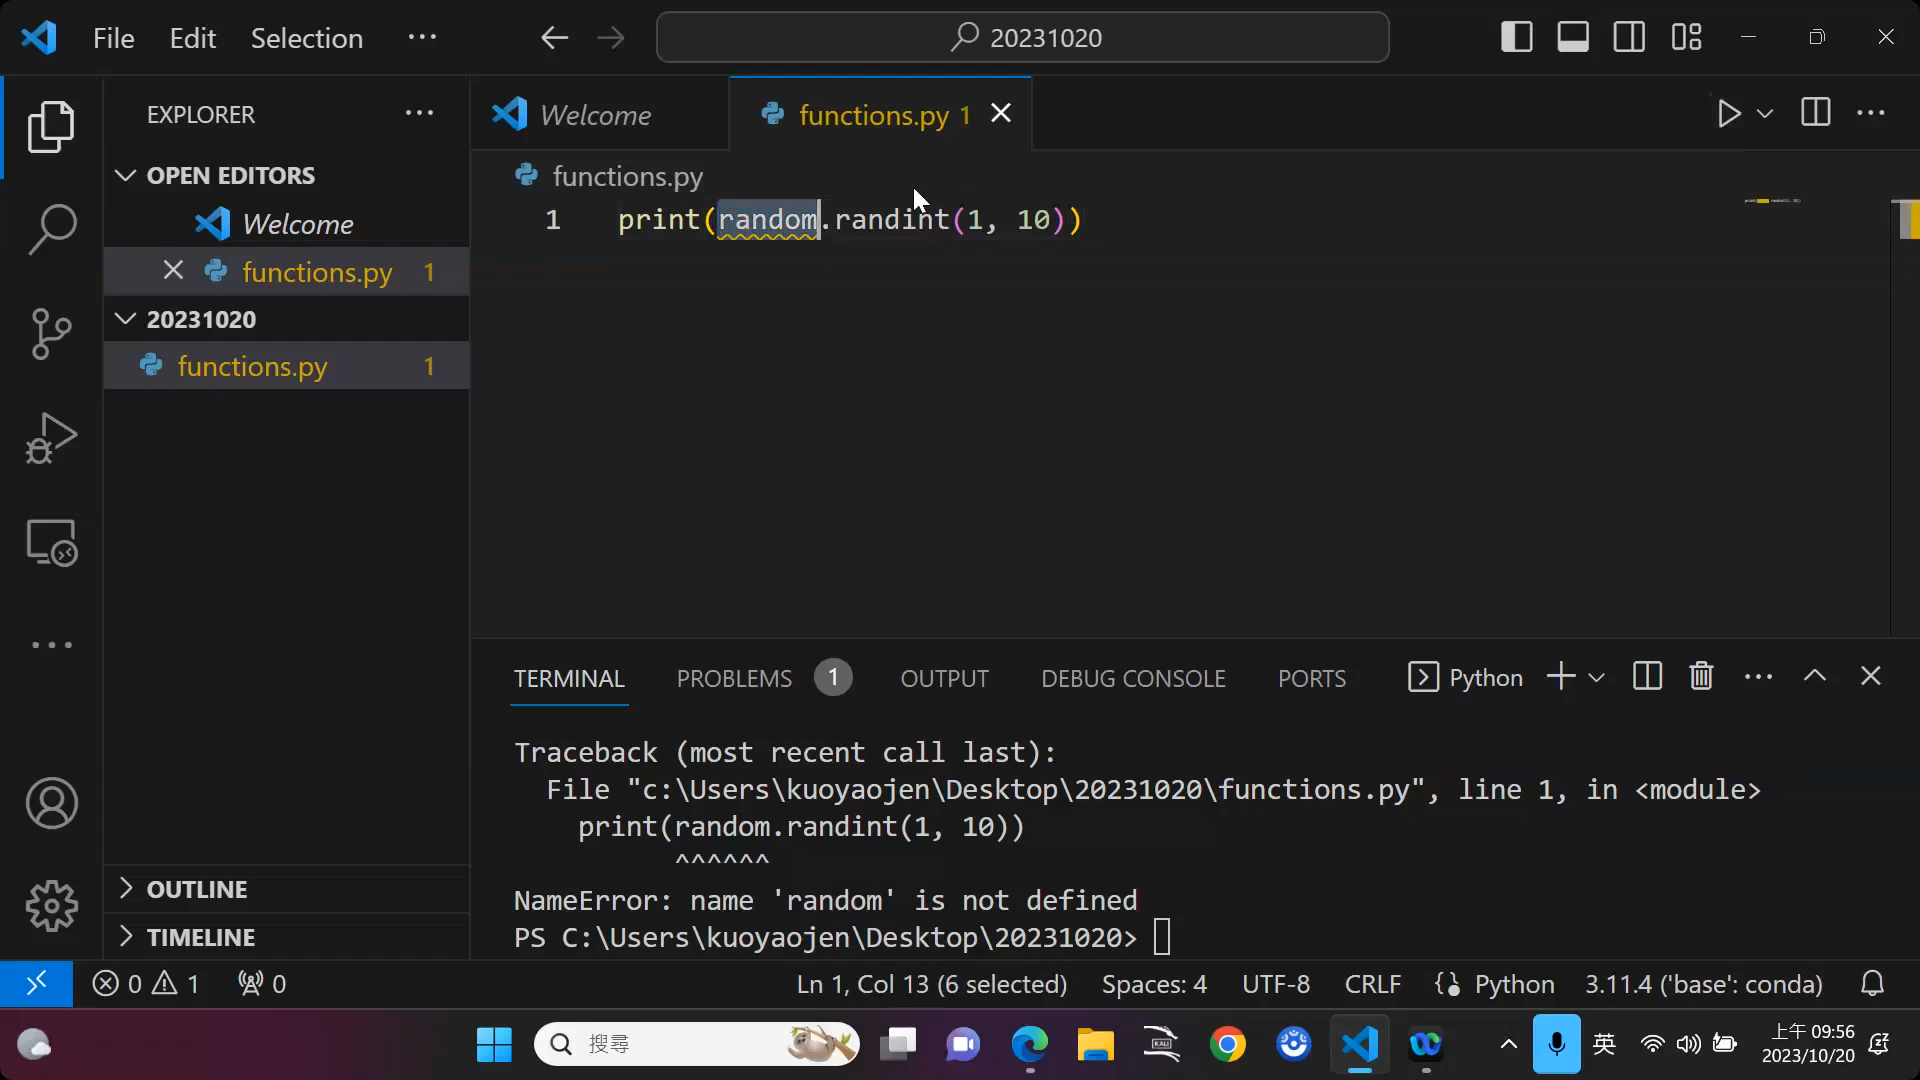 File Edit Selection ···
20231020
EXPLORER
OPEN EDITORS
Welcome
functions.py 1
20231020
functions.py 1
OUTLINE
TIMELINE
Welcome
functions.py 1
functions.py
1 print(random.randint(1, 10))
TERMINAL PROBLEMS 1 OUTPUT DEBUG CONSOLE PORTS Python
Traceback (most recent call last):
File "c:\Users\kuoyaojen\Desktop\20231020\functions.py", line 1, in <module>
print(random.randint(1, 10))
^^^^^^
NameError: name 'random' is not defined
PS C:\Users\kuoyaojen\Desktop\20231020>
0 1 0 Ln 1, Col 13 (6 selected) Spaces: 4 UTF-8 CRLF Python 3.11.4 ('base': conda)
搜尋
KALI
英
上午 09:56
2023/10/20